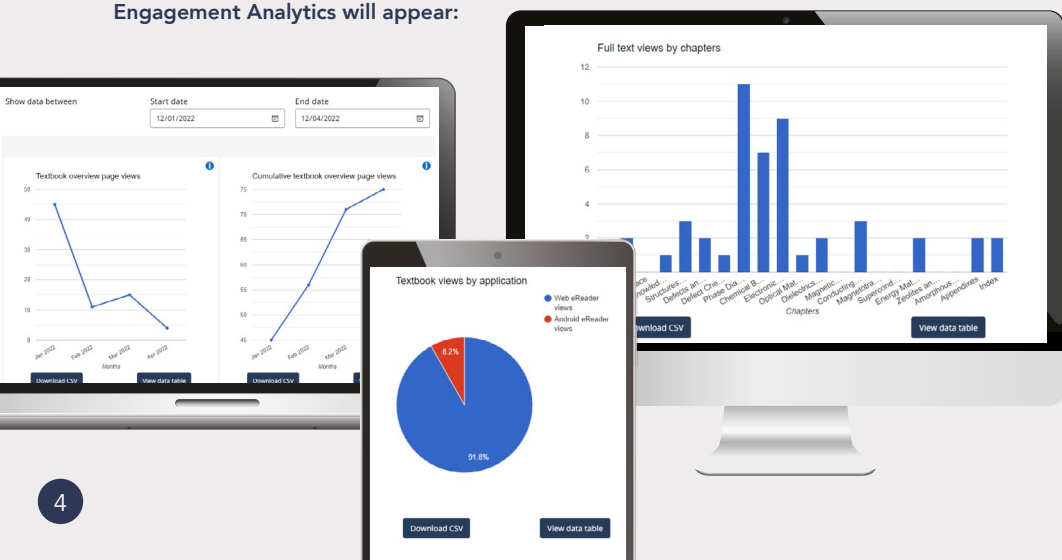 Engagement Analytics will appear:
Show data between
Start date
End date
12/01/2022
12/04/2022
Textbook overview page views
50
40
30
20
10
0
Jan 2022
Feb 2022
Mar 2022
Apr 2022
Months
Download CSV
View data table
Cumulative textbook overview page views
75
70
65
60
55
50
45
Jan 2022
Feb 2022
Mar 2022
Months
Download CSV
Textbook views by application
Web eReader
views
Android eReader
views
8.2%
91.8%
Download CSV
View data table
Full text views by chapters
12
10
8
6
4
2
Structures...
Defects an...
Defect Che...
Phase Dia...
Chemical B...
Electronic...
Optical Mat...
Dielectrics...
Magnetic...
Conducting...
Magnetotra...
Supercond...
Energy Mat...
Zeolites an...
Amorphous...
Appendixes
Index
Chapters
wnload CSV
View data table
4